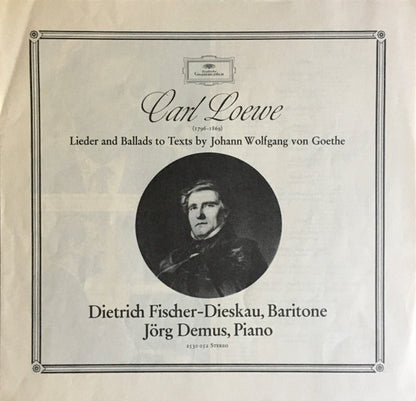 Deutsche
Grammophon
Carl Loewe
(1796-1869)
Lieder and Ballads to Texts by Johann Wolfgang von Goethe
Dietrich Fischer-Dieskau, Baritone
Jörg Demus, Piano
2530 052 Stereo